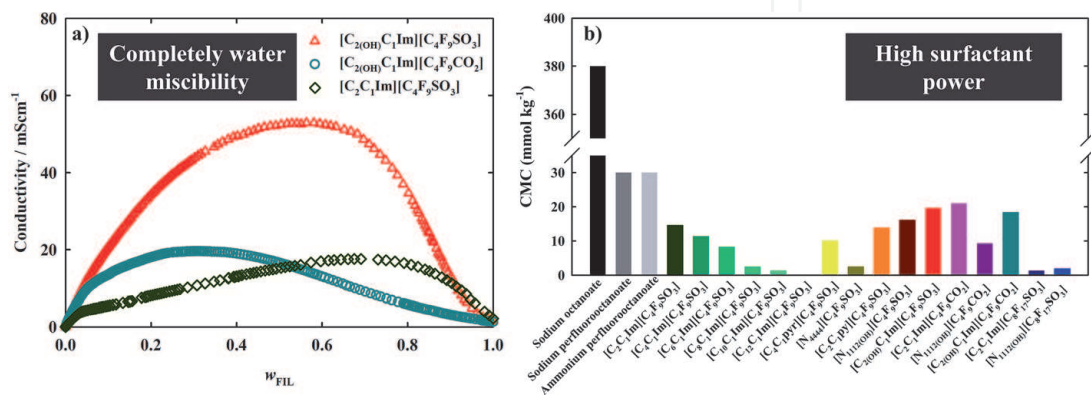 a)
Completely water
miscibility
[C₂₍OH₎C₁Im][C₄F₉SO₃]
[C₂₍OH₎C₁Im][C₄F₉CO₂]
[C₂C₁Im][C₄F₉SO₃]
Conductivity / mScm⁻¹
80
60
40
20
0
0.0 0.2 0.4 0.6 0.8 1.0
wFIL
b)
High surfactant
power
CMC (mmol kg⁻¹)
380
360
30
20
10
0
Sodium octanoate
Sodium perfluorooctanoate
Ammonium perfluorooctanoate
[C₂C₁Im][C₄F₉SO₃]
[C₄C₁Im][C₄F₉SO₃]
[C₆C₁Im][C₄F₉SO₃]
[C₈C₁Im][C₄F₉SO₃]
[C₁₀C₁Im][C₄F₉SO₃]
[C₁₂C₁Im][C₄F₉SO₃]
[C₄C₁pyr][C₄F₉SO₃]
[N₄₄₄₄][C₄F₉SO₃]
[C₂C₁py][C₄F₉SO₃]
[N₁₁₁₂₍OH₎][C₄F₉SO₃]
[C₂₍OH₎C₁Im][C₄F₉SO₃]
[C₂C₁Im][C₄F₉CO₂]
[N₁₁₁₂₍OH₎][C₄F₉CO₂]
[C₂₍OH₎C₁Im][C₄F₉CO₂]
[C₂C₁Im][C₈F₁₇SO₃]
[N₁₁₁₂₍OH₎][C₈F₁₇SO₃]